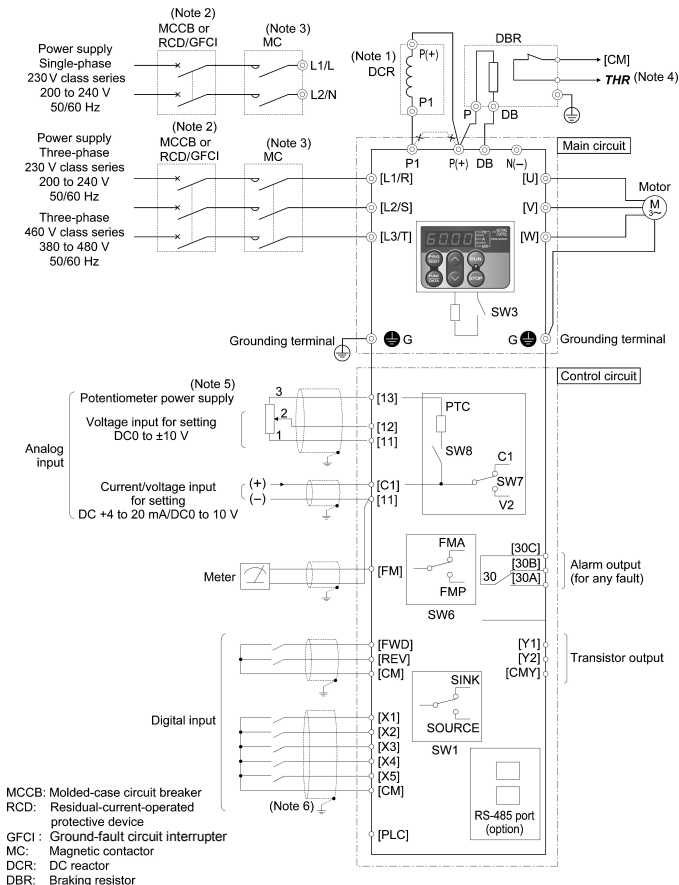 (Note 2)
MCCB or
RCD/GFCI
(Note 3)
MC
Power supply
Single-phase
230 V class series
200 to 240 V
50/60 Hz
L1/L
L2/N
(Note 1)
DCR
P(+)
P1
DBR
[CM]
THR (Note 4)
P
DB
Power supply
Three-phase
230 V class series
200 to 240 V
50/60 Hz
Three-phase
460 V class series
380 to 480 V
50/60 Hz
(Note 2)
MCCB or
RCD/GFCI
(Note 3)
MC
P1
P(+)
DB
N(−)
Main circuit
[L1/R]
[L2/S]
[L3/T]
[U]
[V]
[W]
Motor
M
3~
60.00
PRG
RESET
RUN
FUNC
DATA
STOP
SW3
Grounding terminal
G
G
Grounding terminal
Control circuit
(Note 5)
Potentiometer power supply
Voltage input for setting
DC0 to ±10 V
3
2
1
[13]
[12]
[11]
PTC
SW8
C1
SW7
V2
Analog
input
Current/voltage input
for setting
DC +4 to 20 mA/DC0 to 10 V
(+)
(−)
[C1]
[11]
Meter
[FM]
FMA
FMP
SW6
[30C]
[30B]
30
[30A]
Alarm output
(for any fault)
[FWD]
[REV]
[CM]
[Y1]
[Y2]
[CMY]
Transistor output
SINK
SOURCE
SW1
Digital input
[X1]
[X2]
[X3]
[X4]
[X5]
[CM]
(Note 6)
[PLC]
RS-485 port
(option)
MCCB: Molded-case circuit breaker
RCD: Residual-current-operated
protective device
GFCI : Ground-fault circuit interrupter
MC: Magnetic contactor
DCR: DC reactor
DBR: Braking resistor